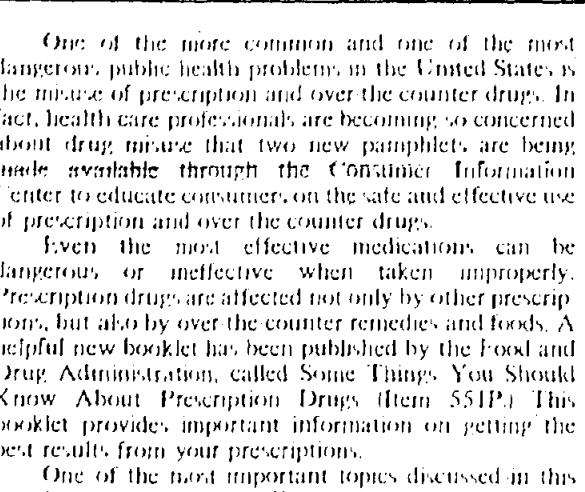 One of the more common and one of the most
dangerous public health problems in the United States is
the misuse of prescription and over-the-counter drugs. In
fact, health care professionals are becoming so concerned
about drug misuse that two new pamphlets are being
made available through the Consumer Information
Center to educate consumers on the safe and effective use
of prescription and over the counter drugs.
Even the most effective medications can be
dangerous or ineffective when taken improperly.
Prescription drugs are affected not only by other prescrip-
tions, but also by over-the-counter remedies and foods. A
helpful new booklet has been published by the Food and
Drug Administration, called Some Things You Should
Know About Prescription Drugs (Item 551P.) This
booklet provides important information on getting the
best results from your prescriptions.
One of the most important topics discussed in this